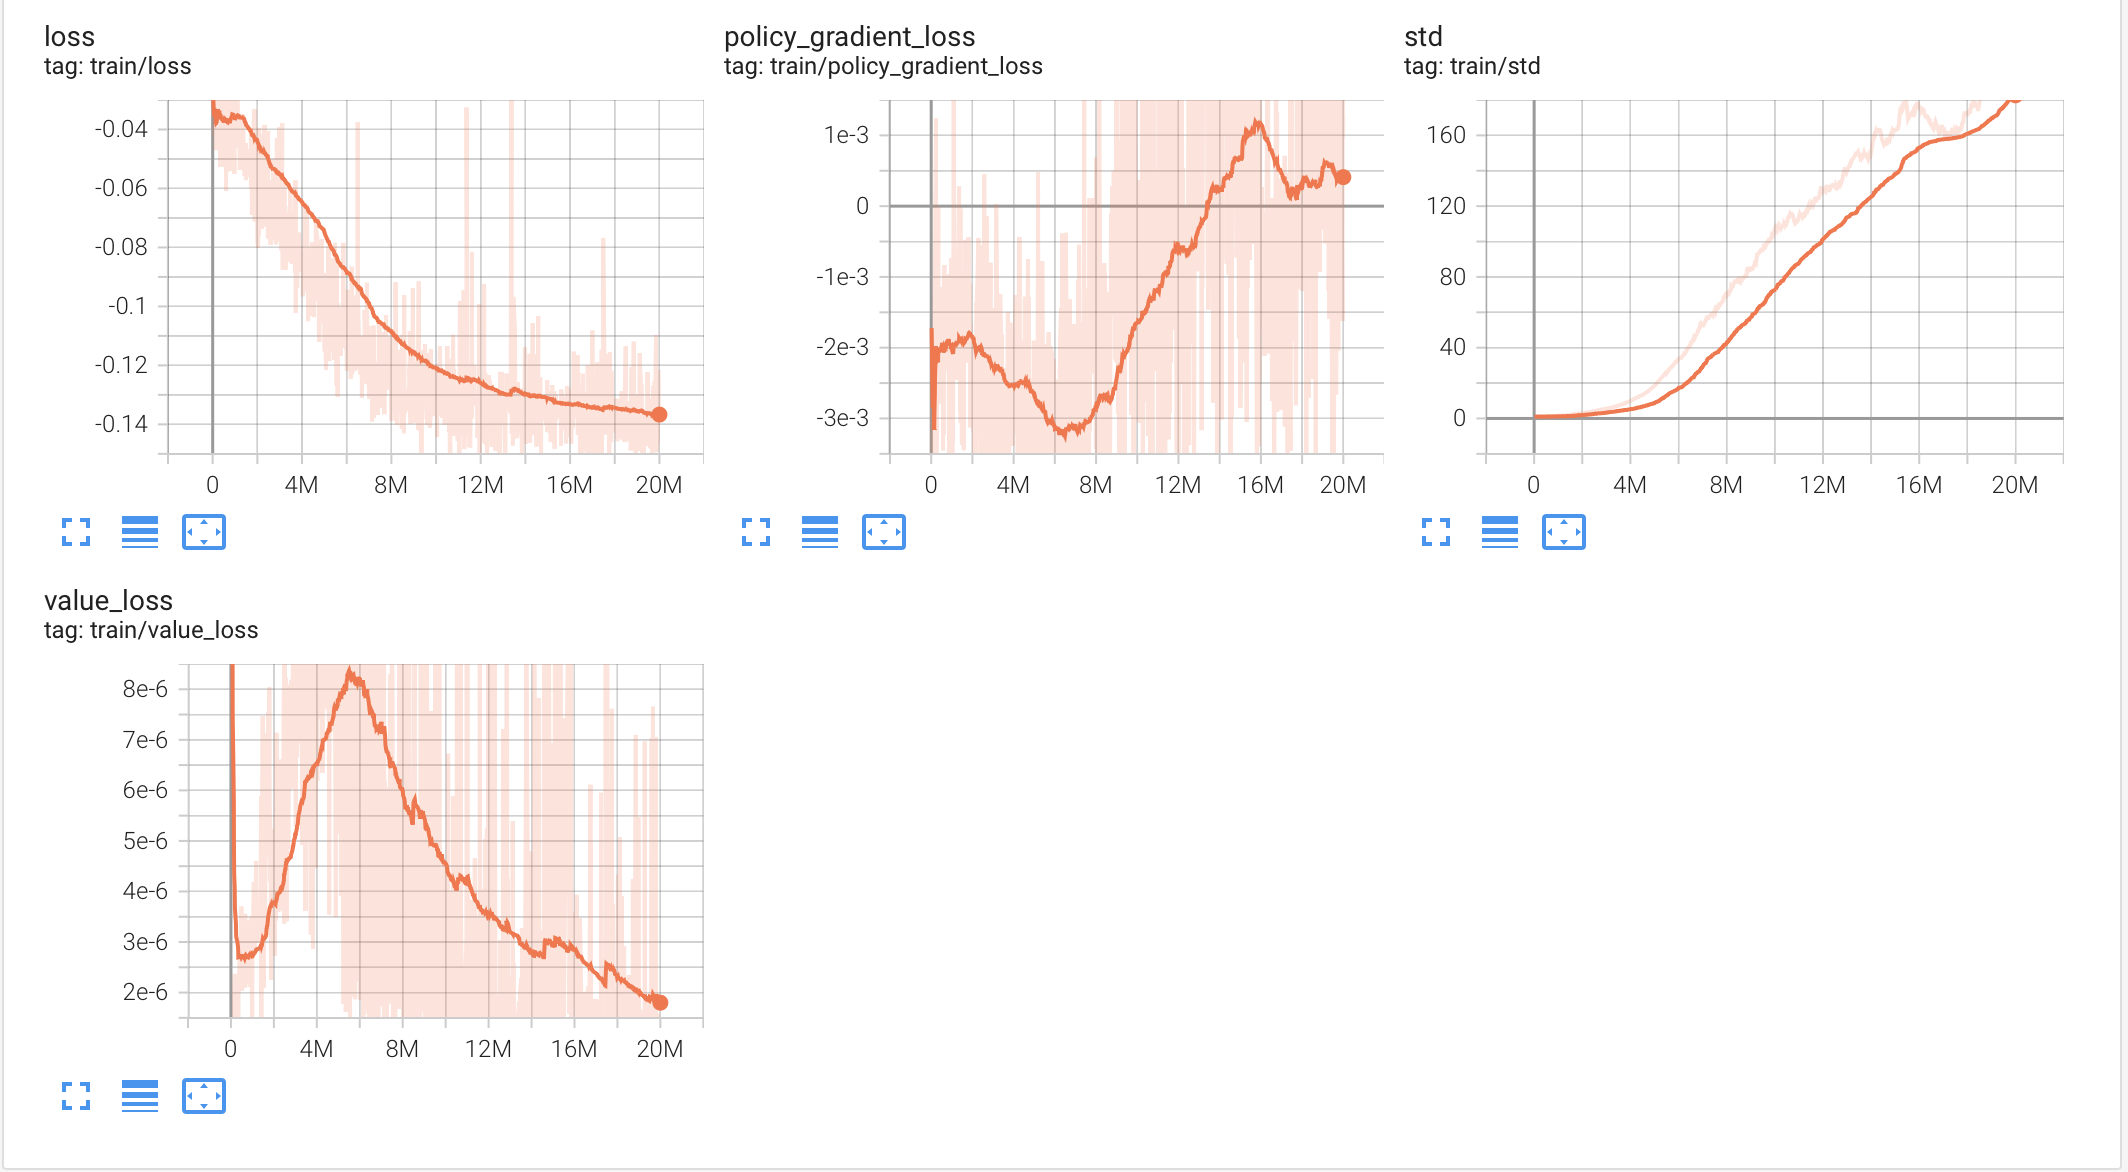 loss
tag: train/loss
-0.04
-0.06
-0.08
-0.1
-0.12
-0.14
0 4M 8M 12M 16M 20M
policy_gradient_loss
tag: train/policy_gradient_loss
1e-3
0
-1e-3
-2e-3
-3e-3
0 4M 8M 12M 16M 20M
std
tag: train/std
160
120
80
40
0
0 4M 8M 12M 16M 20M
value_loss
tag: train/value_loss
8e-6
7e-6
6e-6
5e-6
4e-6
3e-6
2e-6
0 4M 8M 12M 16M 20M